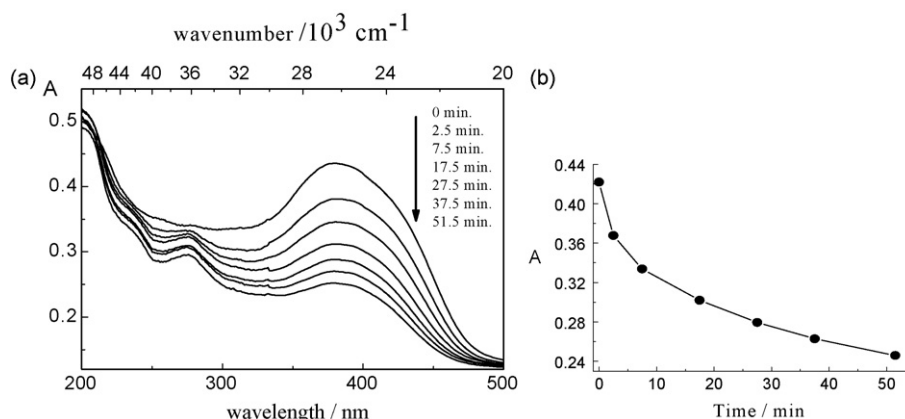 wavenumber /10³ cm⁻¹
(a)
A
48 44 40 36 32 28 24 20
0.5
0.4
0.3
0.2
0 min.
2.5 min.
7.5 min.
17.5 min.
27.5 min.
37.5 min.
51.5 min.
200 300 400 500
wavelength / nm
(b)
0.44
0.40
0.36
A
0.32
0.28
0.24
0 10 20 30 40 50
Time / min